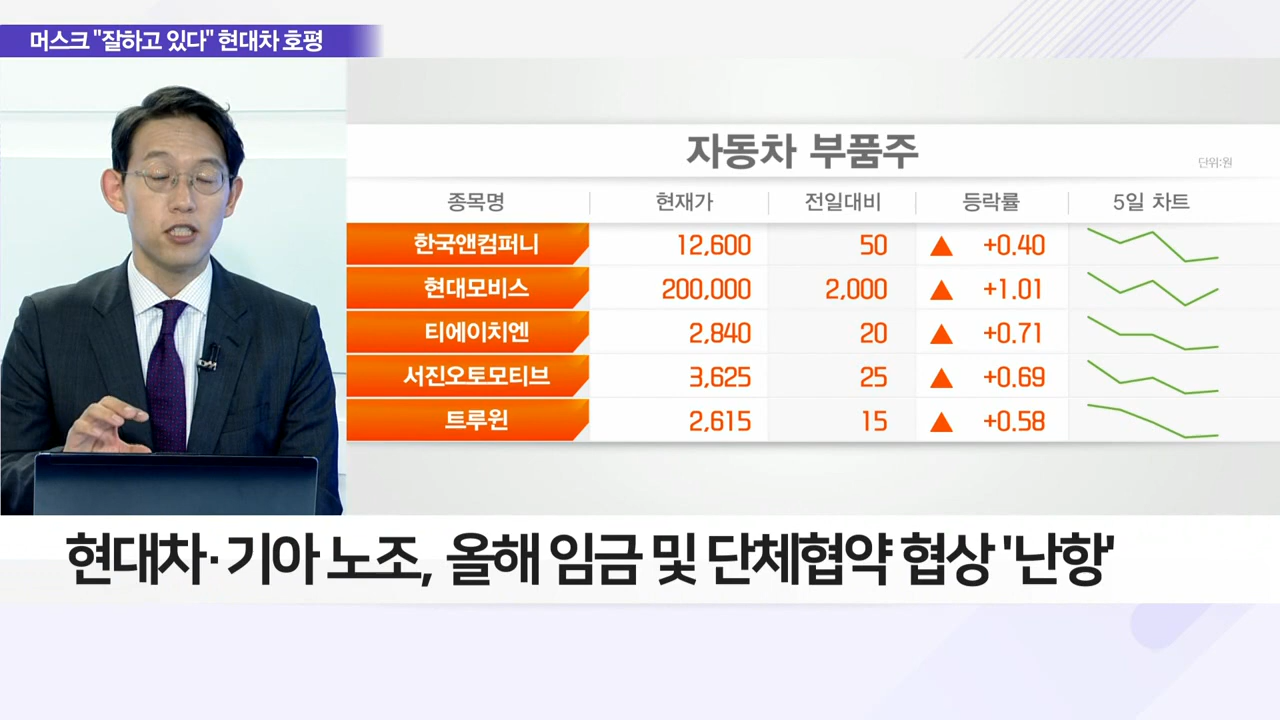 머스크 "잘하고 있다" 현대차 호평
자동차 부품주
단위:원
종목명 현재가 전일대비 등락률 5일 차트
한국앤컴퍼니 12,600 50 ▲ +0.40
현대모비스 200,000 2,000 ▲ +1.01
티에이치엔 2,840 20 ▲ +0.71
서진오토모티브 3,625 25 ▲ +0.69
트루윈 2,615 15 ▲ +0.58
현대차·기아 노조, 올해 임금 및 단체협약 협상 '난항'